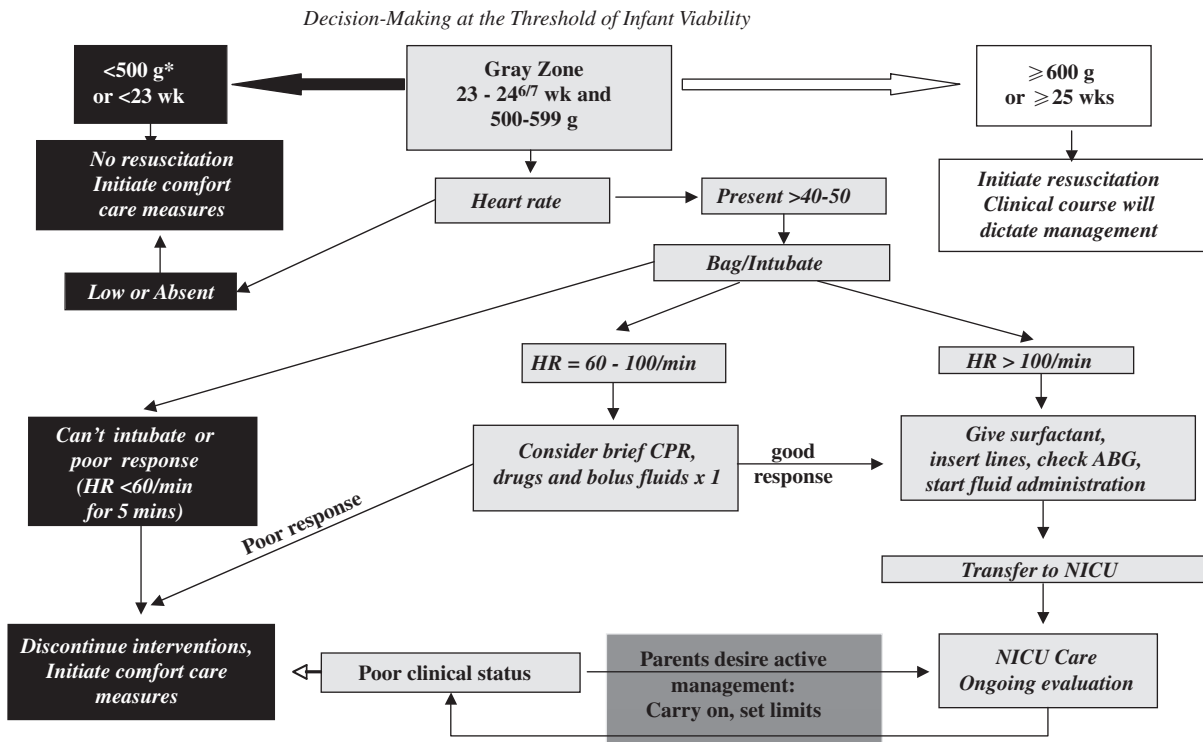 Decision-Making at the Threshold of Infant Viability
<500 g*
or <23 wk
Gray Zone
23 - 24^6/7 wk and
500-599 g
⩾600 g
or ⩾25 wks
No resuscitation
Initiate comfort
care measures
Heart rate
Present >40-50
Initiate resuscitation
Clinical course will
dictate management
Low or Absent
Bag/Intubate
HR = 60 - 100/min
HR > 100/min
Can't intubate or
poor response
(HR <60/min
for 5 mins)
Consider brief CPR,
drugs and bolus fluids x 1
good
response
Give surfactant,
insert lines, check ABG,
start fluid administration
Poor response
Transfer to NICU
Discontinue interventions,
Initiate comfort care
measures
Poor clinical status
Parents desire active
management:
Carry on, set limits
NICU Care
Ongoing evaluation